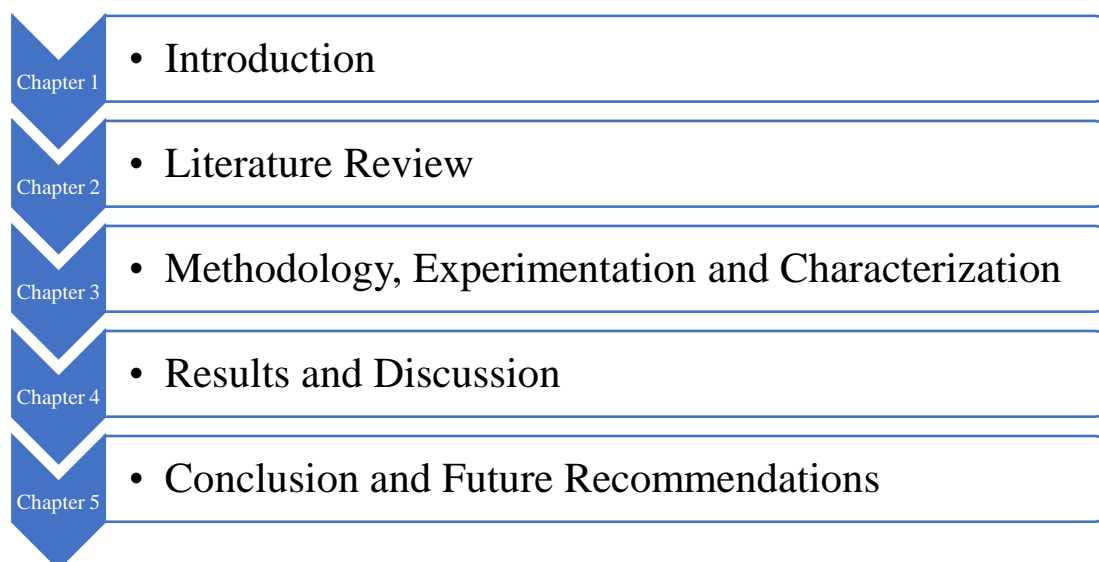 Chapter 1
• Introduction
Chapter 2
• Literature Review
Chapter 3
• Methodology, Experimentation and Characterization
Chapter 4
• Results and Discussion
Chapter 5
• Conclusion and Future Recommendations